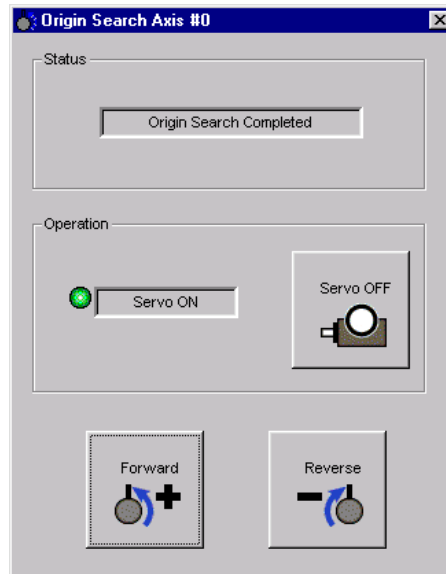 Origin Search Axis #0
Status
Origin Search Completed
Operation
Servo ON
Servo OFF
Forward
Reverse